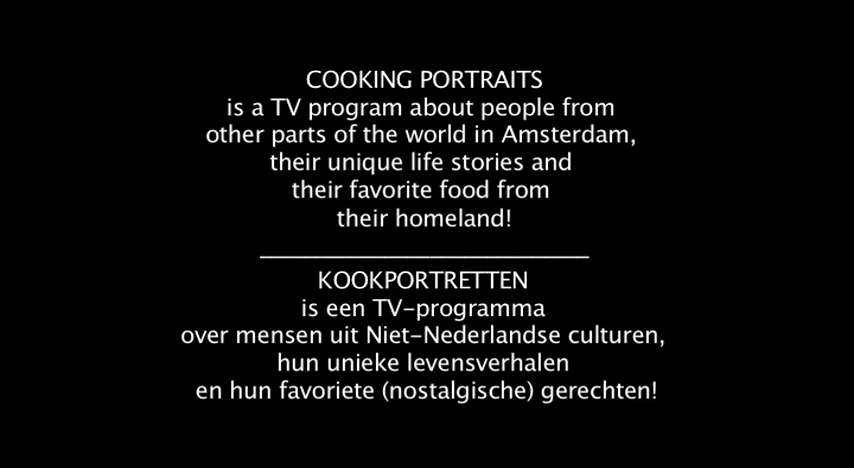 COOKING PORTRAITS
is a TV program about people from
other parts of the world in Amsterdam,
their unique life stories and
their favorite food from
their homeland!
KOOKPORTRETTEN
is een TV-programma
over mensen uit Niet-Nederlandse culturen,
hun unieke levensverhalen
en hun favoriete (nostalgische) gerechten!